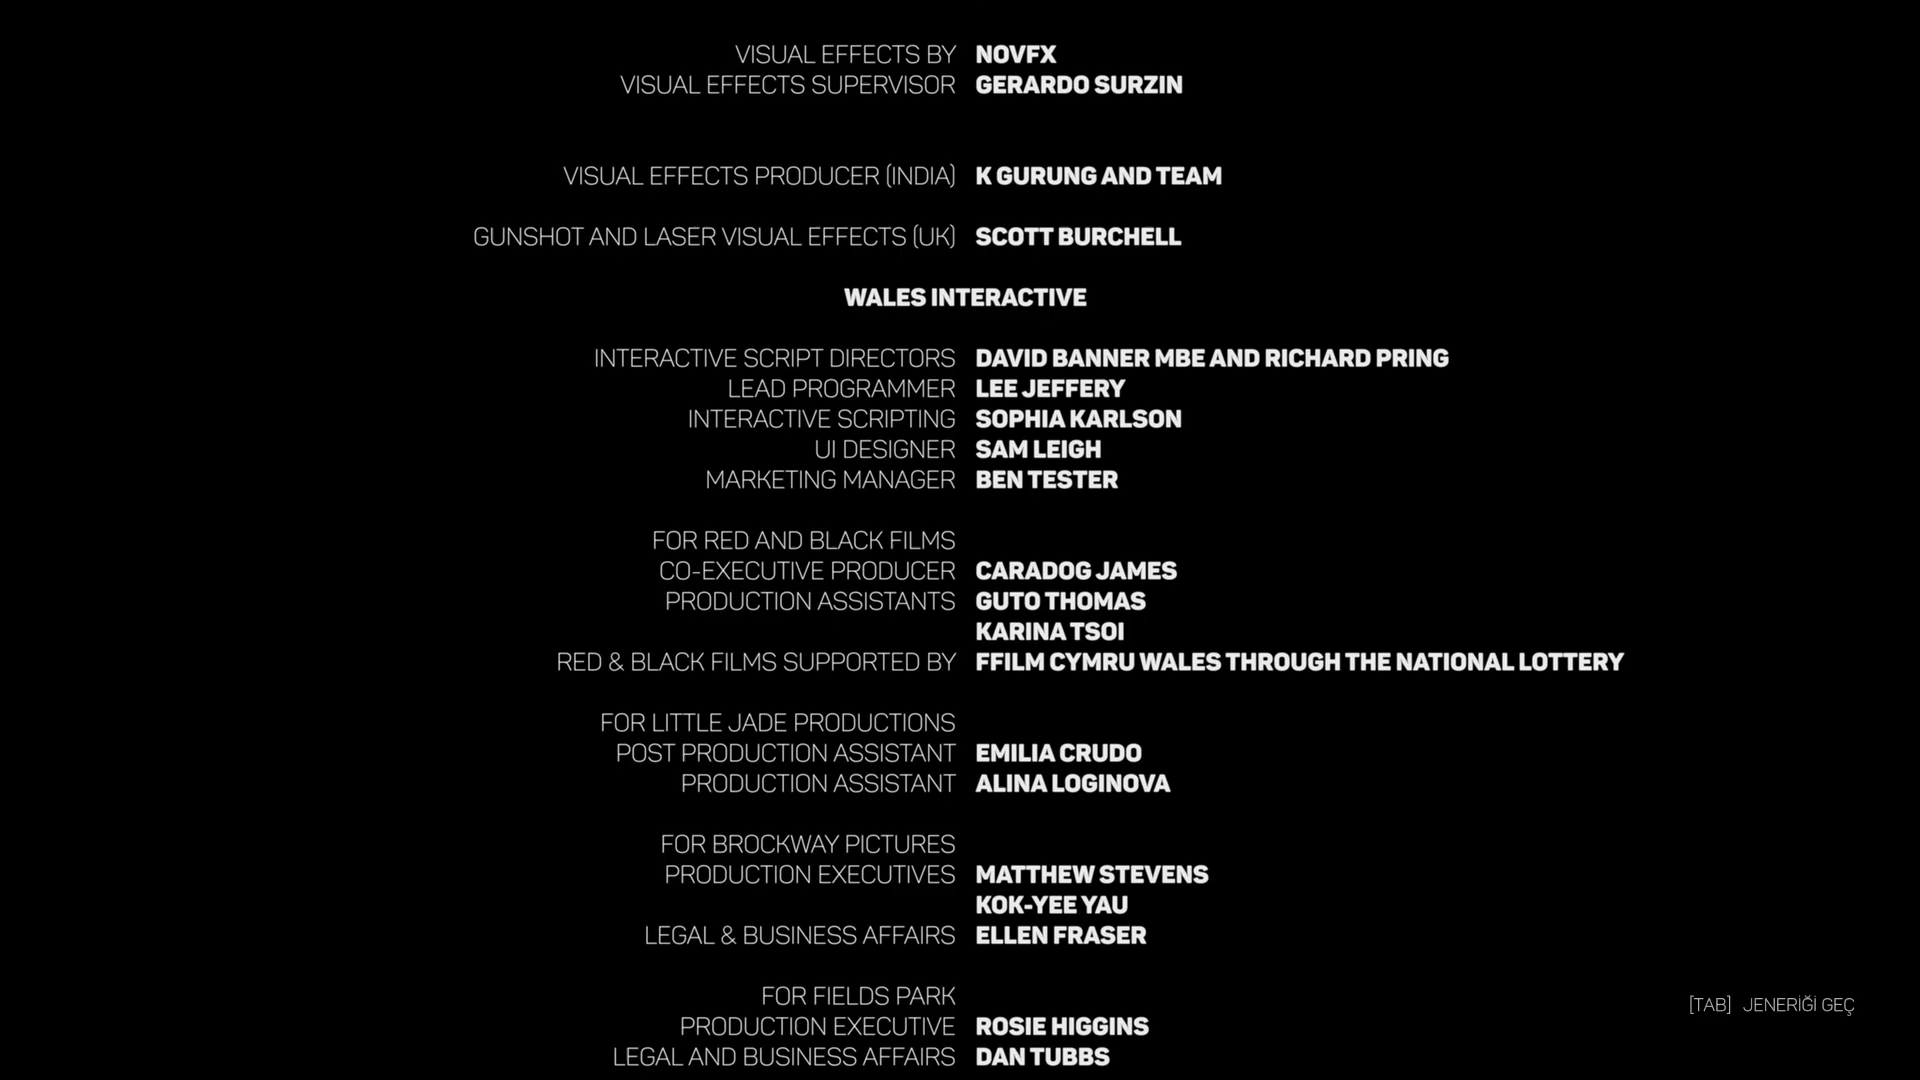 VISUAL EFFECTS BY NOVFX
VISUAL EFFECTS SUPERVISOR GERARDO SURZIN
VISUAL EFFECTS PRODUCER (INDIA) K GURUNG AND TEAM
GUNSHOT AND LASER VISUAL EFFECTS (UK) SCOTT BURCHELL
WALES INTERACTIVE
INTERACTIVE SCRIPT DIRECTORS DAVID BANNER MBE AND RICHARD PRING
LEAD PROGRAMMER LEE JEFFERY
INTERACTIVE SCRIPTING SOPHIA KARLSON
UI DESIGNER SAM LEIGH
MARKETING MANAGER BEN TESTER
FOR RED AND BLACK FILMS
CO-EXECUTIVE PRODUCER CARADOG JAMES
PRODUCTION ASSISTANTS GUTO THOMAS
KARINA TSOI
RED & BLACK FILMS SUPPORTED BY FFILM CYMRU WALES THROUGH THE NATIONAL LOTTERY
FOR LITTLE JADE PRODUCTIONS
POST PRODUCTION ASSISTANT EMILIA CRUDO
PRODUCTION ASSISTANT ALINA LOGINOVA
FOR BROCKWAY PICTURES
PRODUCTION EXECUTIVES MATTHEW STEVENS
KOK-YEE YAU
LEGAL & BUSINESS AFFAIRS ELLEN FRASER
FOR FIELDS PARK
PRODUCTION EXECUTIVE ROSIE HIGGINS
LEGAL AND BUSINESS AFFAIRS DAN TUBBS
[TAB] JENERİĞİ GEÇ